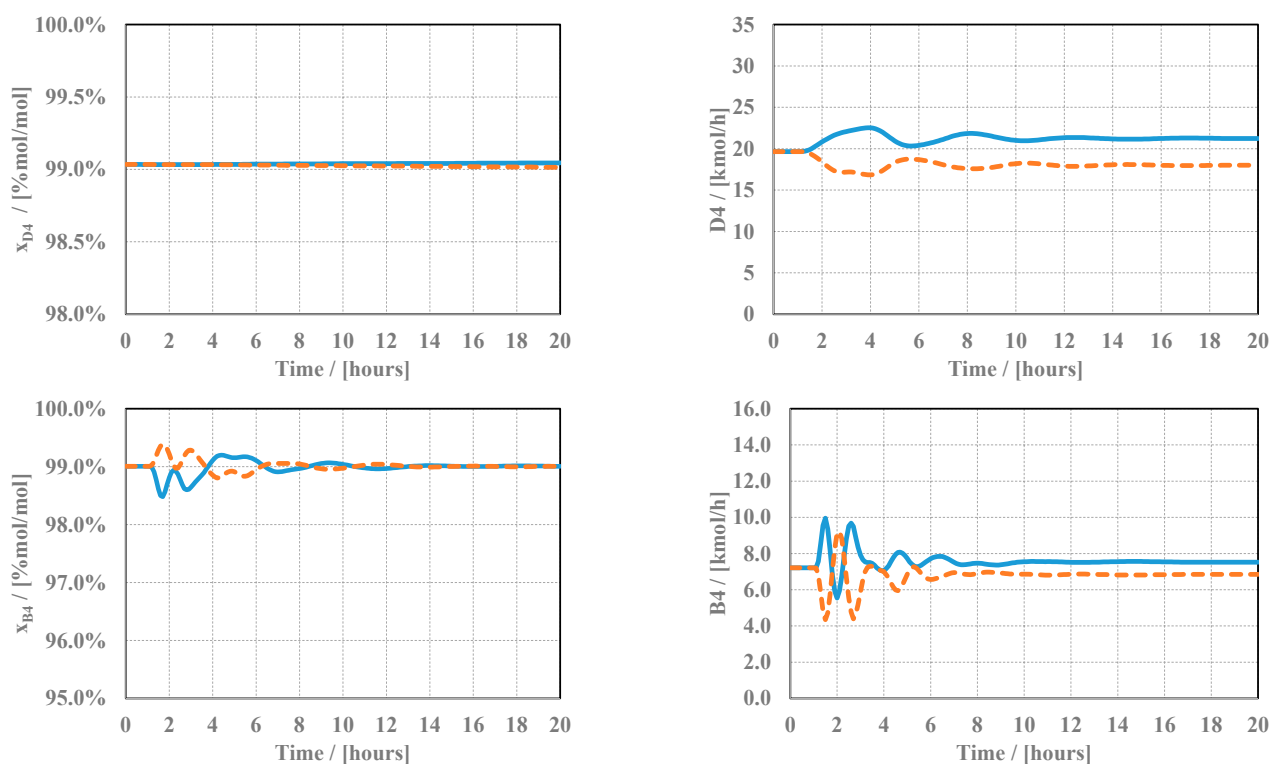 100.0%
99.5%
99.0%
98.5%
98.0%
x_D4 / [%mol/mol]
0 2 4 6 8 10 12 14 16 18 20
Time / [hours]
35
30
25
20
15
10
5
0
D4 / [kmol/h]
0 2 4 6 8 10 12 14 16 18 20
Time / [hours]
100.0%
99.0%
98.0%
97.0%
96.0%
95.0%
x_B4 / [%mol/mol]
0 2 4 6 8 10 12 14 16 18 20
Time / [hours]
16.0
14.0
12.0
10.0
8.0
6.0
4.0
2.0
0.0
B4 / [kmol/h]
0 2 4 6 8 10 12 14 16 18 20
Time / [hours]